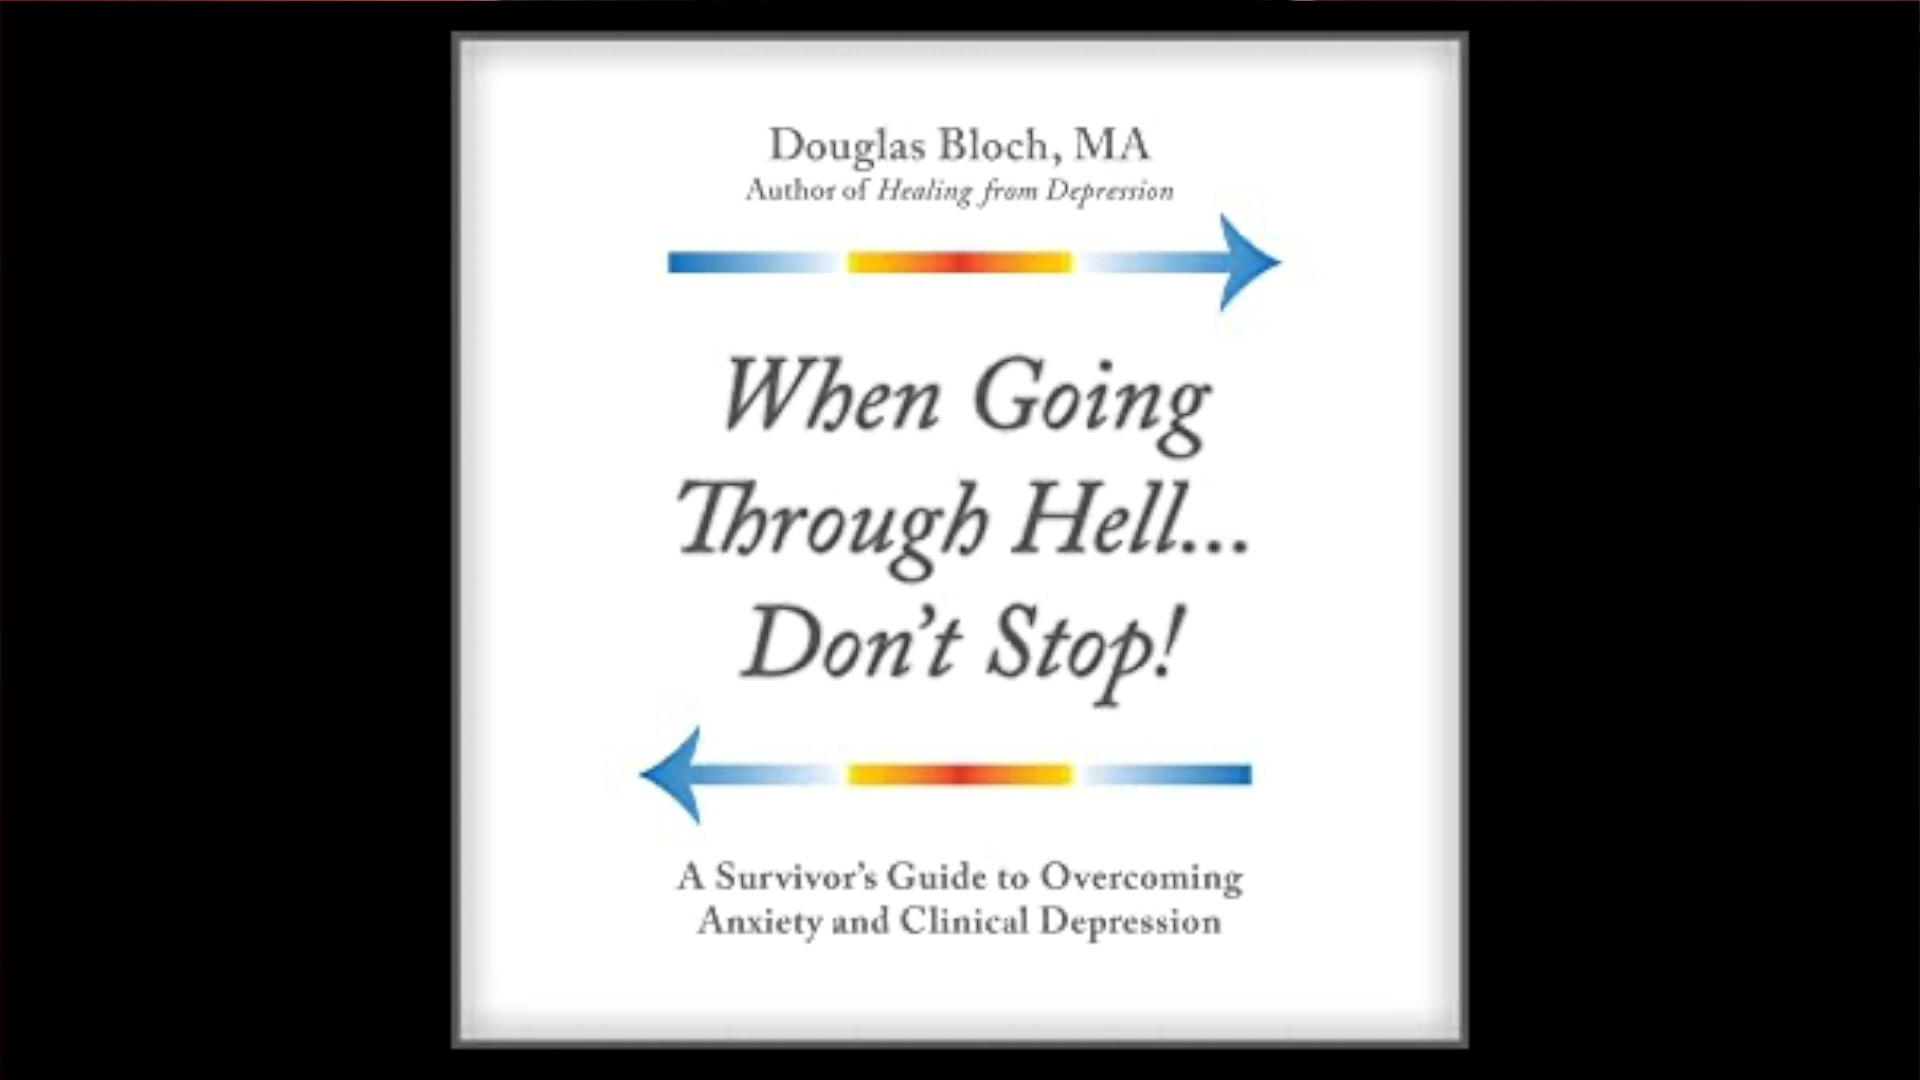 Douglas Bloch, MA
Author of Healing from Depression
When Going
Through Hell...
Don't Stop!
A Survivor's Guide to Overcoming
Anxiety and Clinical Depression